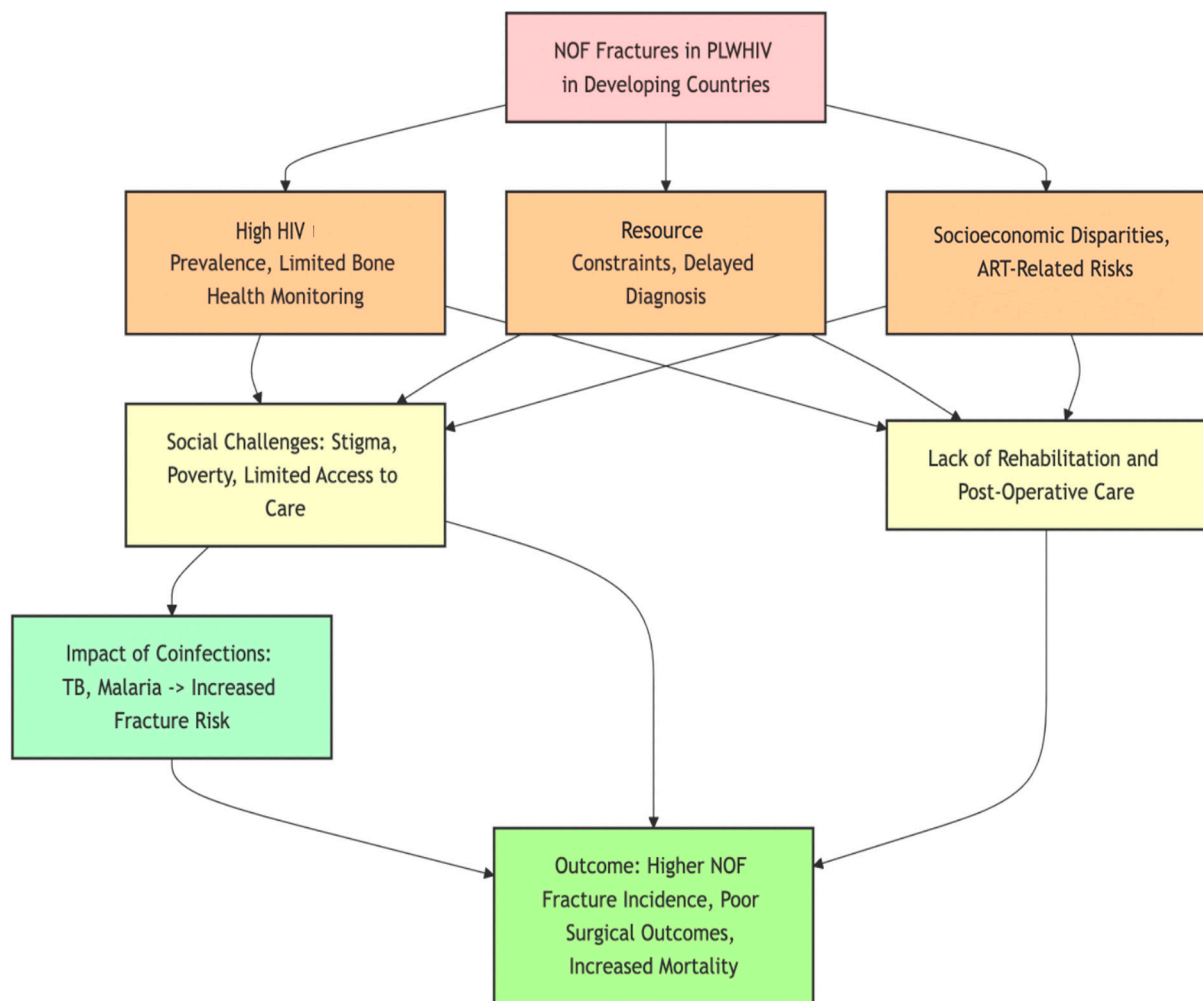 NOF Fractures in PLWHIV
in Developing Countries
High HIV
Prevalence, Limited Bone
Health Monitoring
Resource
Constraints, Delayed
Diagnosis
Socioeconomic Disparities,
ART-Related Risks
Social Challenges: Stigma,
Poverty, Limited Access to
Care
Lack of Rehabilitation and
Post-Operative Care
Impact of Coinfections:
TB, Malaria -> Increased
Fracture Risk
Outcome: Higher NOF
Fracture Incidence, Poor
Surgical Outcomes,
Increased Mortality